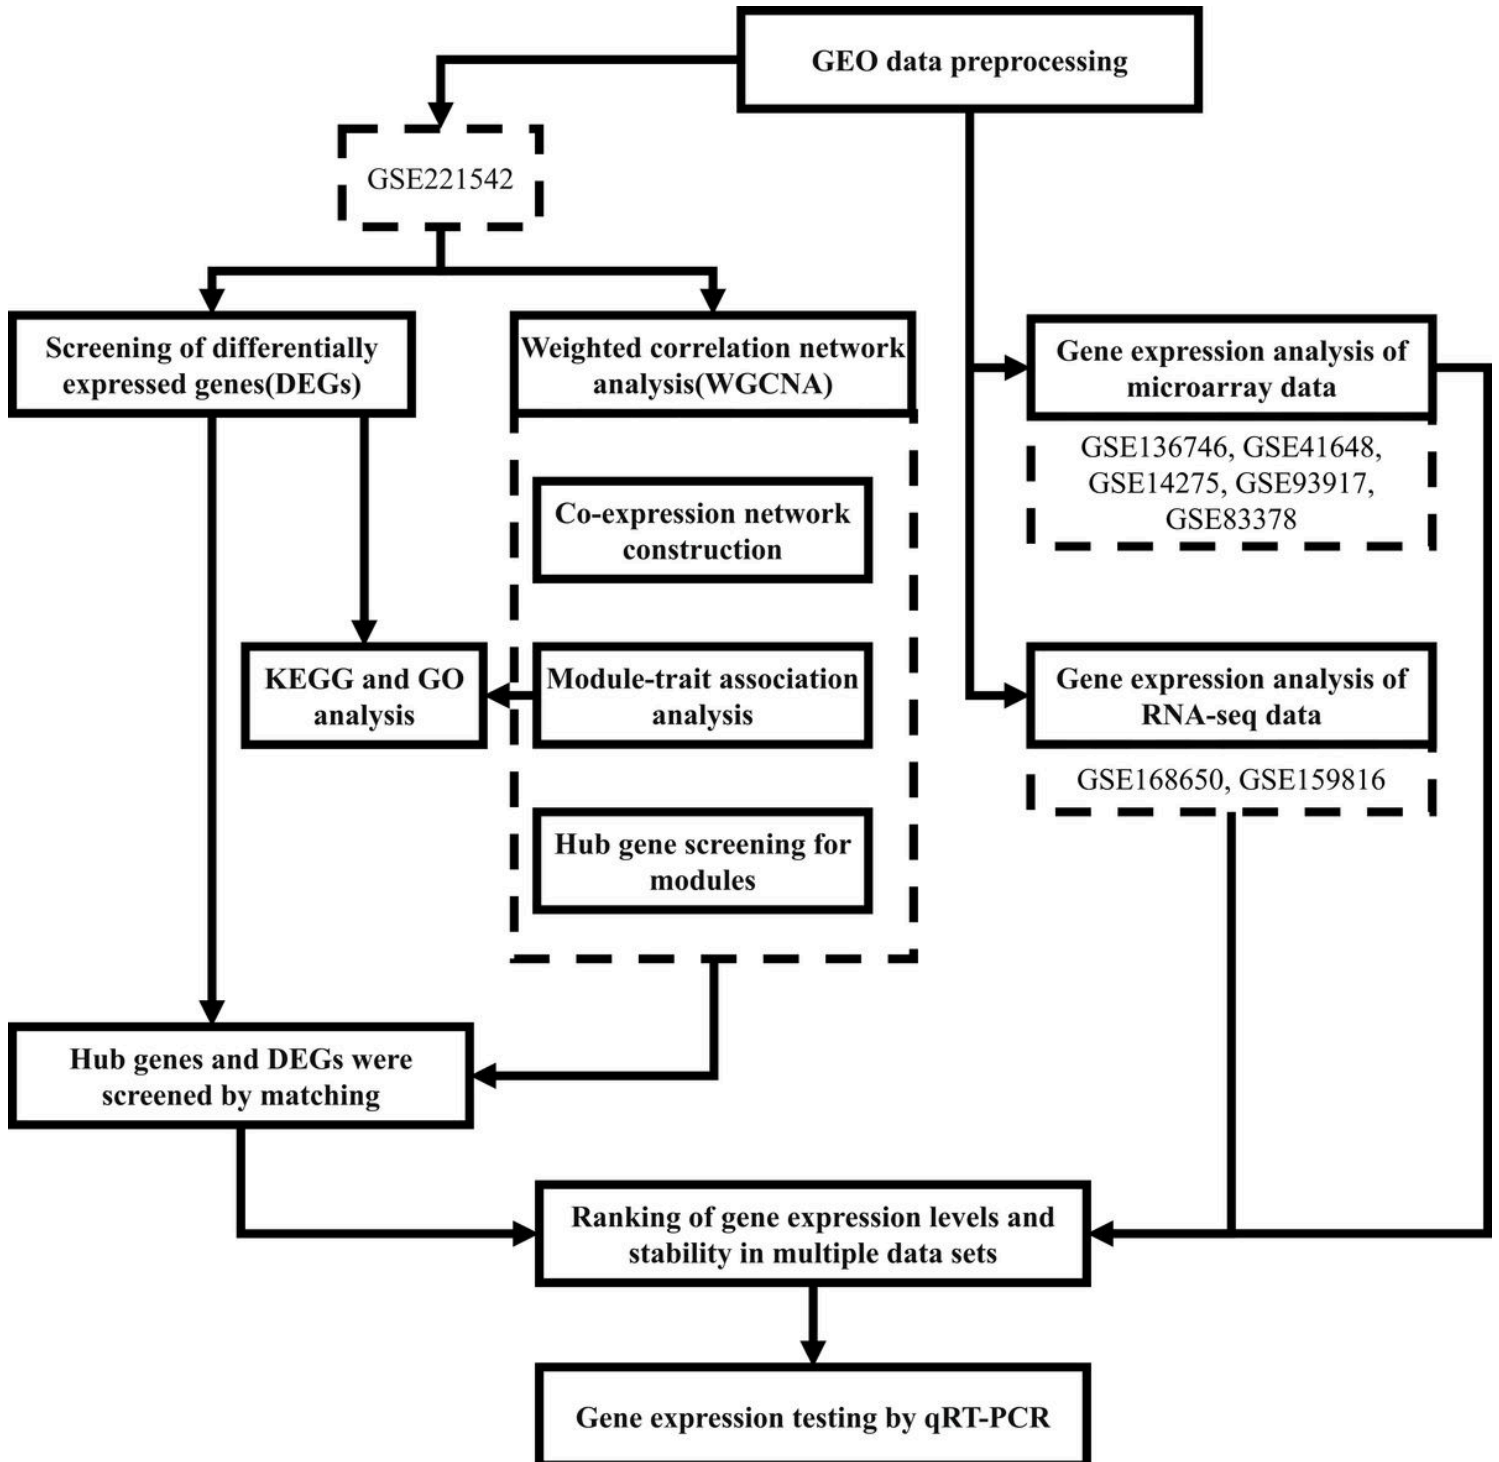 GEO data preprocessing
GSE221542
Screening of differentially
expressed genes(DEGs)
Weighted correlation network
analysis(WGCNA)
Gene expression analysis of
microarray data
GSE136746, GSE41648,
GSE14275, GSE93917,
GSE83378
Co-expression network
construction
KEGG and GO
analysis
Module-trait association
analysis
Gene expression analysis of
RNA-seq data
GSE168650, GSE159816
Hub gene screening for
modules
Hub genes and DEGs were
screened by matching
Ranking of gene expression levels and
stability in multiple data sets
Gene expression testing by qRT-PCR